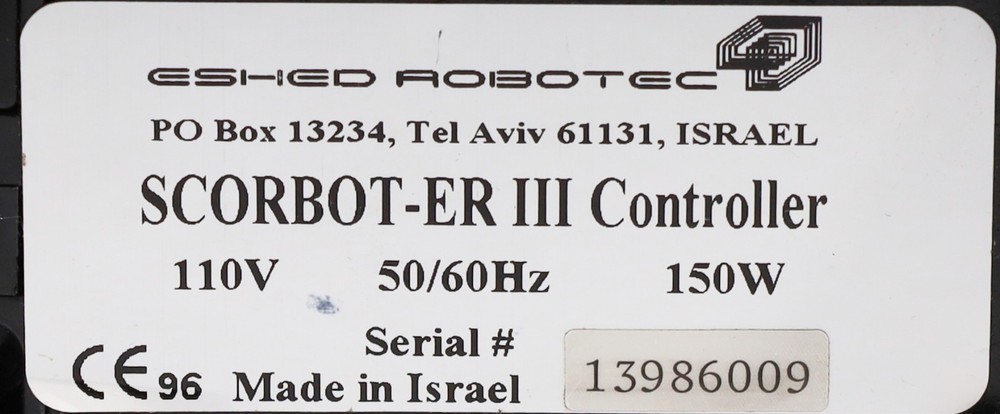 ESHED ROBOTEC
PO Box 13234, Tel Aviv 61131, ISRAEL
SCORBOT-ER III Controller
110V 50/60Hz 150W
Serial # 13986009
CE 96 Made in Israel